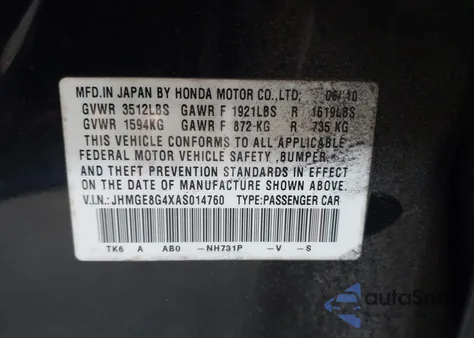 MFD.IN JAPAN BY HONDA MOTOR CO.,LTD. 06/10
GVWR 3512LBS GAWR F 1921LBS R 1619LBS
GVWR 1594KG GAWR F 872-KG R 735 KG
THIS VEHICLE CONFORMS TO ALL APPLICABLE
FEDERAL MOTOR VEHICLE SAFETY ,BUMPER,
AND THEFT PREVENTION STANDARDS IN EFFECT
ON THE DATE OF MANUFACTURE SHOWN ABOVE.
V.I.N.: JHMGE8G4XAS014760 TYPE:PASSENGER CAR
TK6 A AB0 -NH731P -V -S